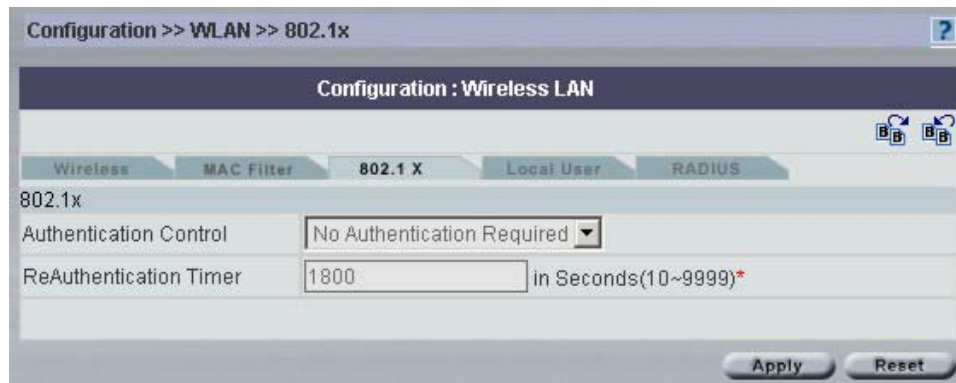 Configuration >> WLAN >> 802.1x ?
Configuration : Wireless LAN
B B B B
Wireless MAC Filter 802.1 X Local User RADIUS
802.1x
Authentication Control No Authentication Required
ReAuthentication Timer 1800 in Seconds(10~9999)*
Apply Reset